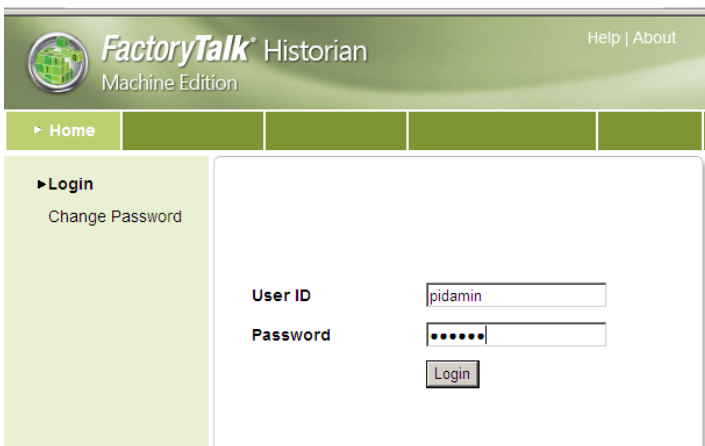 FactoryTalk® Historian
Machine Edition
Help | About
Home
Login
Change Password
User ID pidamin
Password ••••••
Login